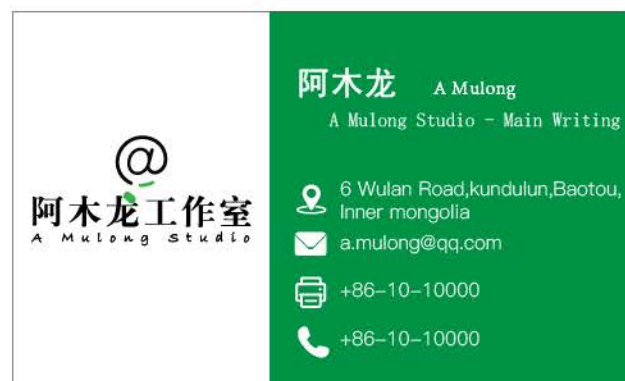 @
阿木龙工作室
A Mulong Studio
阿木龙 A Mulong
A Mulong Studio - Main Writing
6 Wulan Road,kundulun,Baotou,
Inner mongolia
a.mulong@qq.com
+86-10-10000
+86-10-10000